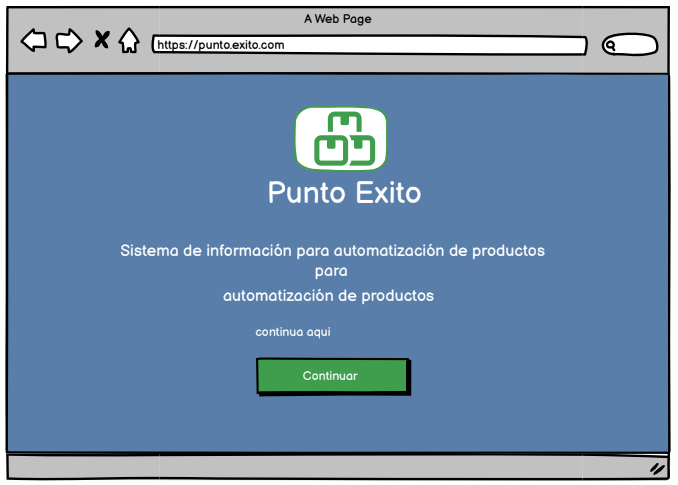 A Web Page
https://punto.exito.com
Punto Exito
Sistema de información para automatización de productos
para
automatización de productos
continua aqui
Continuar